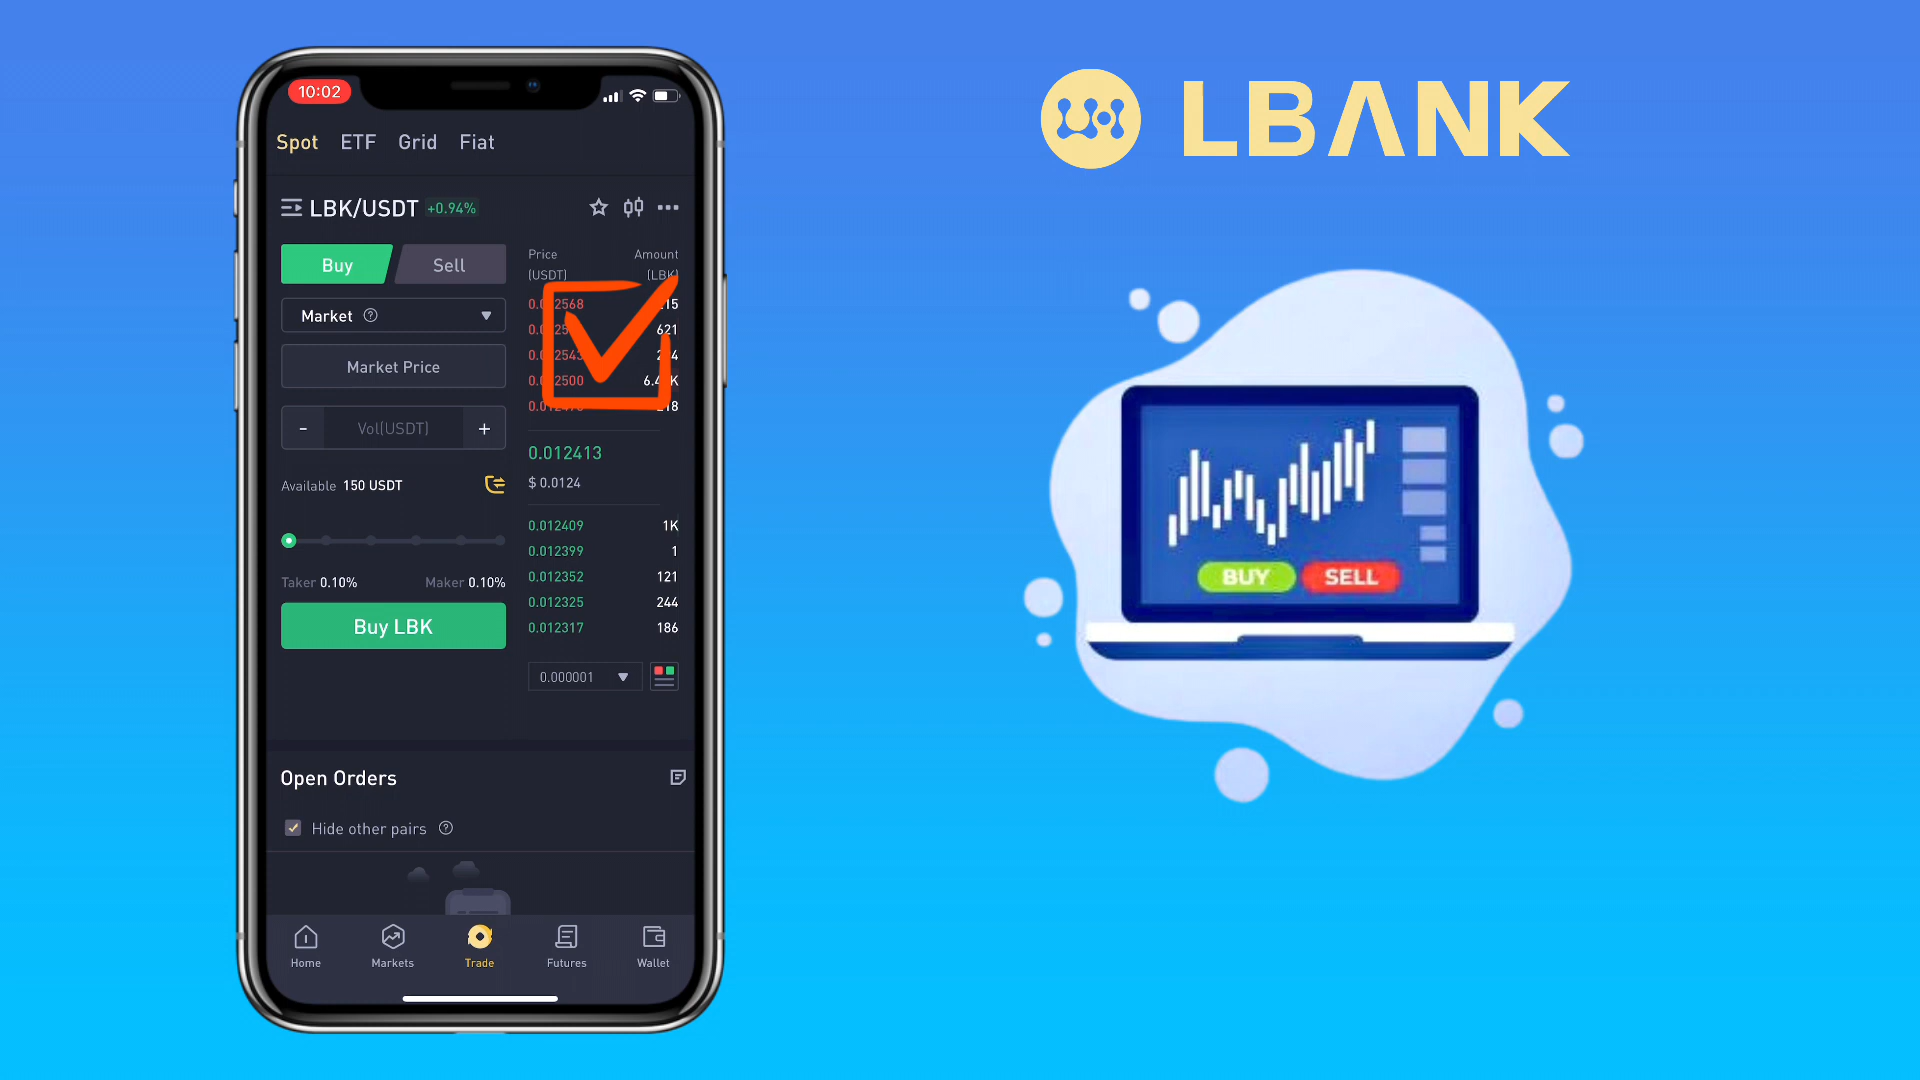 10:02
Spot ETF Grid Fiat
LBK/USDT +0.94%
Buy Sell
Market
Market Price
- Vol(USDT) +
Available 150 USDT
Taker 0.10% Maker 0.10%
Buy LBK
Price Amount
(USDT) (LBK)
621
0.012413
$ 0.0124
0.012409 1K
0.012399 1
0.012352 121
0.012325 244
0.012317 186
0.000001
Open Orders
Hide other pairs
Home Markets Trade Futures Wallet
LBANK
BUY SELL